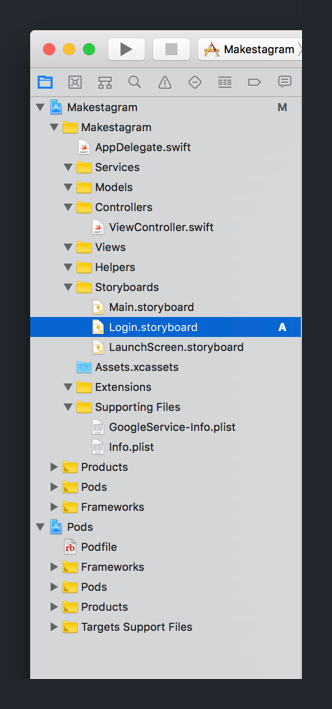 Makestagram
Makestagram M
Makestagram
AppDelegate.swift
Services
Models
Controllers
ViewController.swift
Views
Helpers
Storyboards
Main.storyboard
Login.storyboard A
LaunchScreen.storyboard
Assets.xcassets
Extensions
Supporting Files
GoogleService-Info.plist
Info.plist
Products
Pods
Frameworks
Pods
rb Podfile
Frameworks
Pods
Products
Targets Support Files